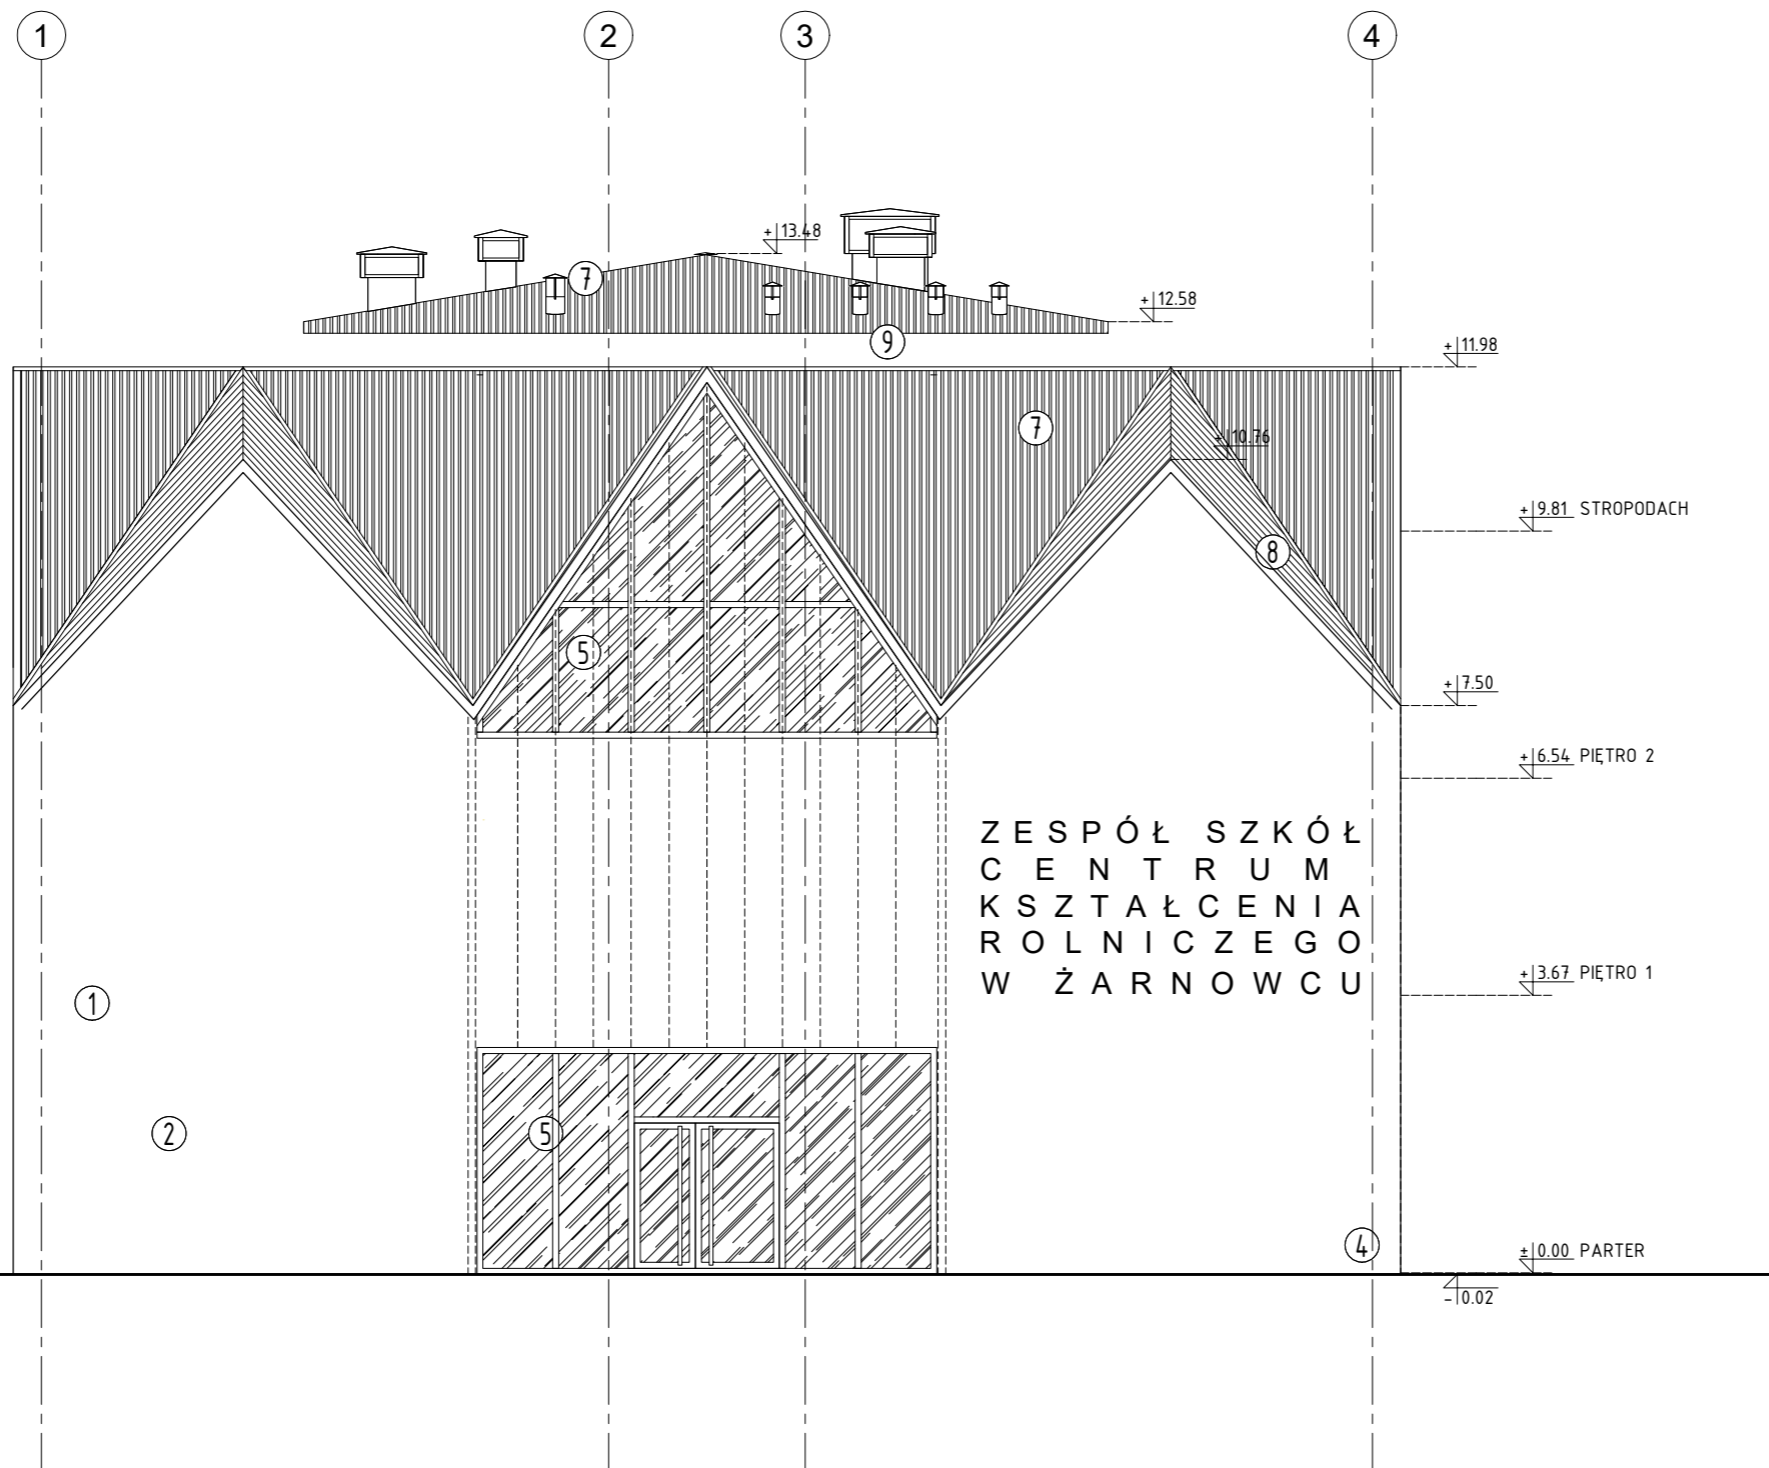 1 2 3 4
+13.48
7
+12.58
9
+11.98
7
+10.76
+9.81 STROPODACH
8
5
+7.50
+6.54 PIĘTRO 2
ZESPÓŁ SZKÓŁ
CENTRUM
KSZTAŁCENIA
ROLNICZEGO
W ŻARNOWCU
+3.67 PIĘTRO 1
1
2
5
4
±0.00 PARTER
-0.02